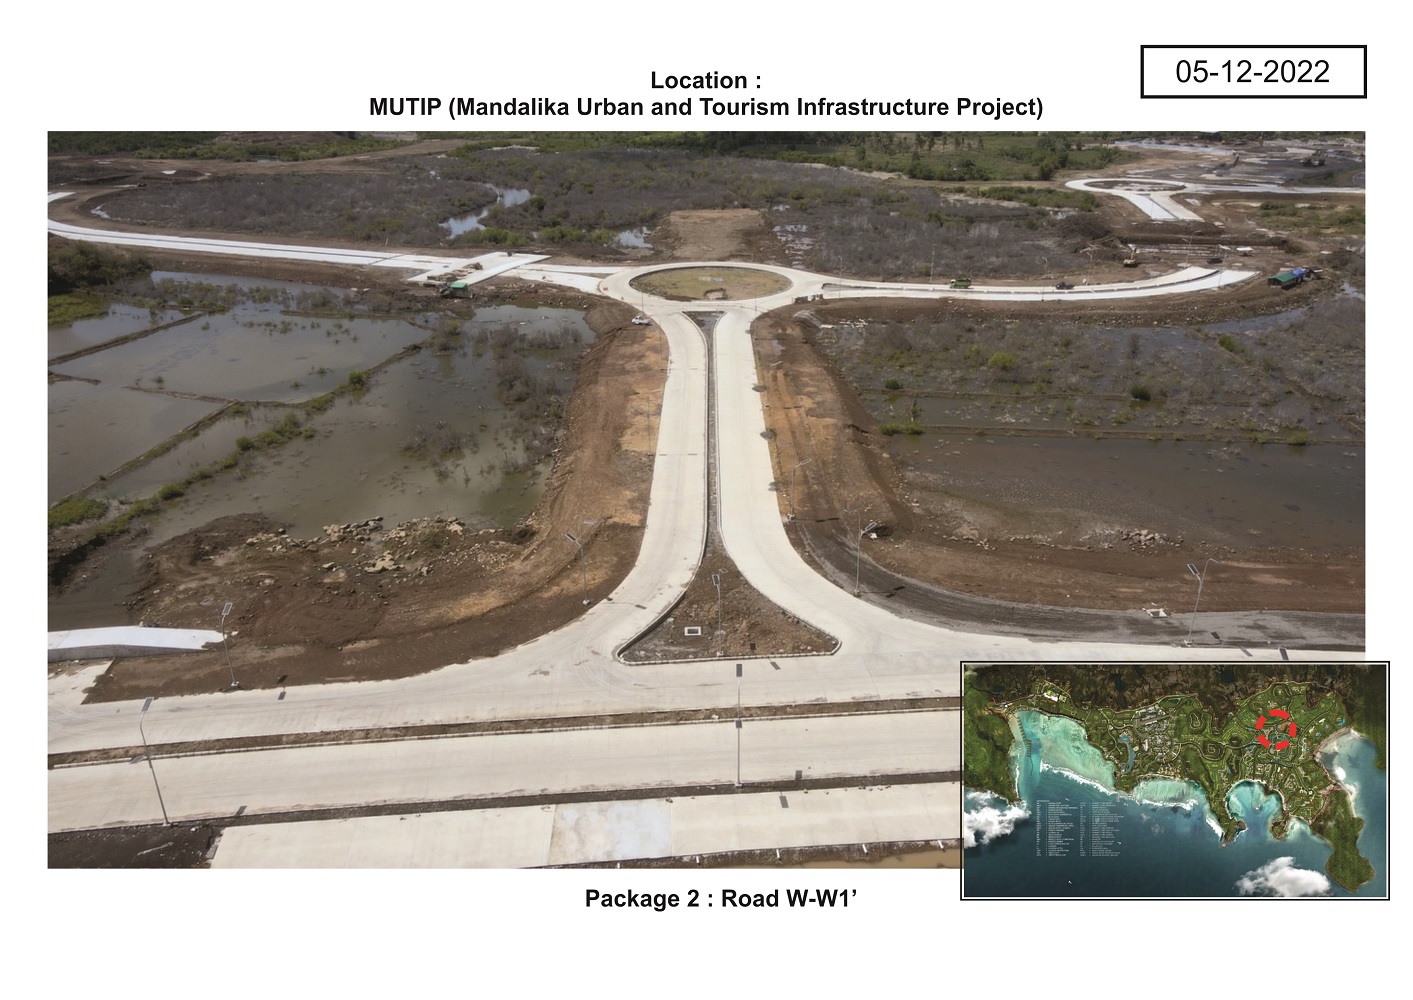 05-12-2022
Location :
MUTIP (Mandalika Urban and Tourism Infrastructure Project)
Package 2 : Road W-W1’